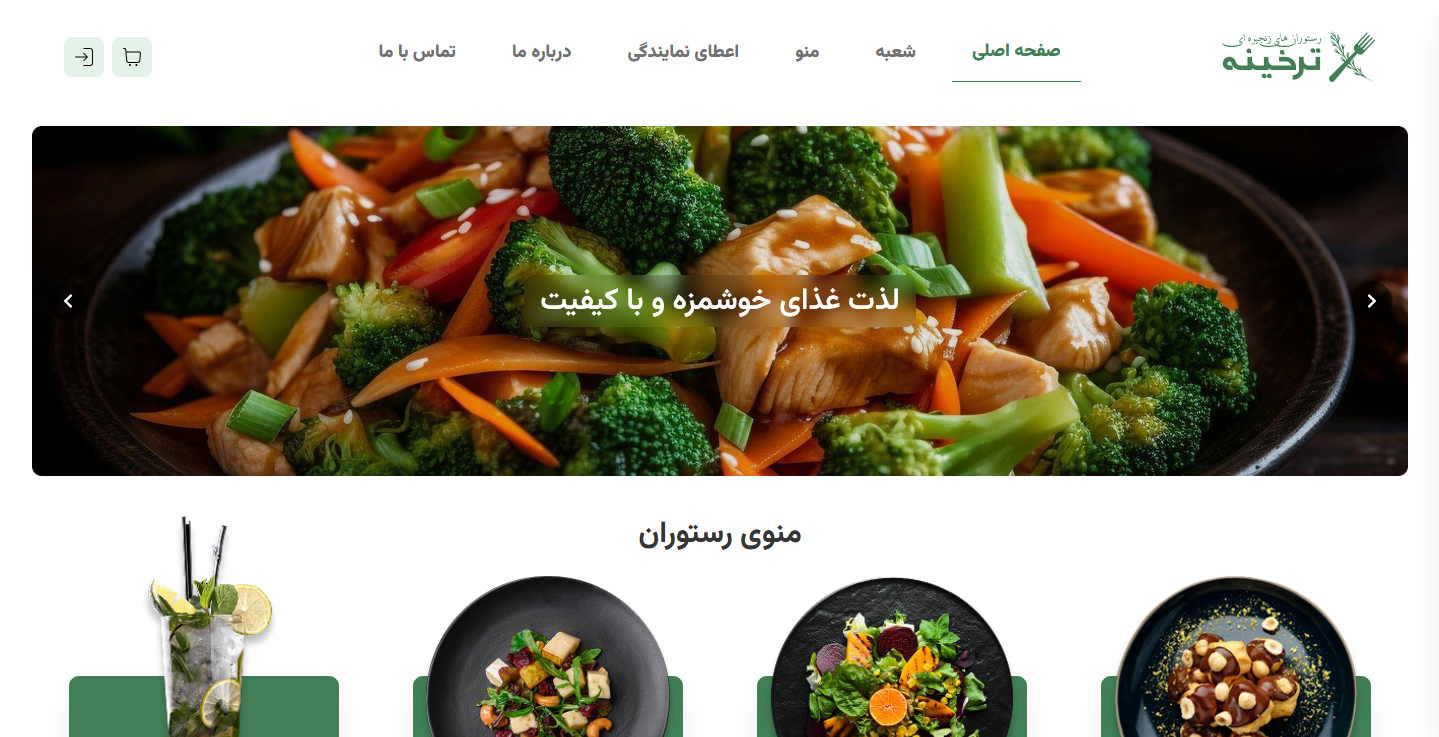 رستوران های زنجیره ای
ترخینه
صفحه اصلی
شعبه
منو
اعطای نمایندگی
درباره ما
تماس با ما
لذت غذای خوشمزه و با کیفیت
منوی رستوران